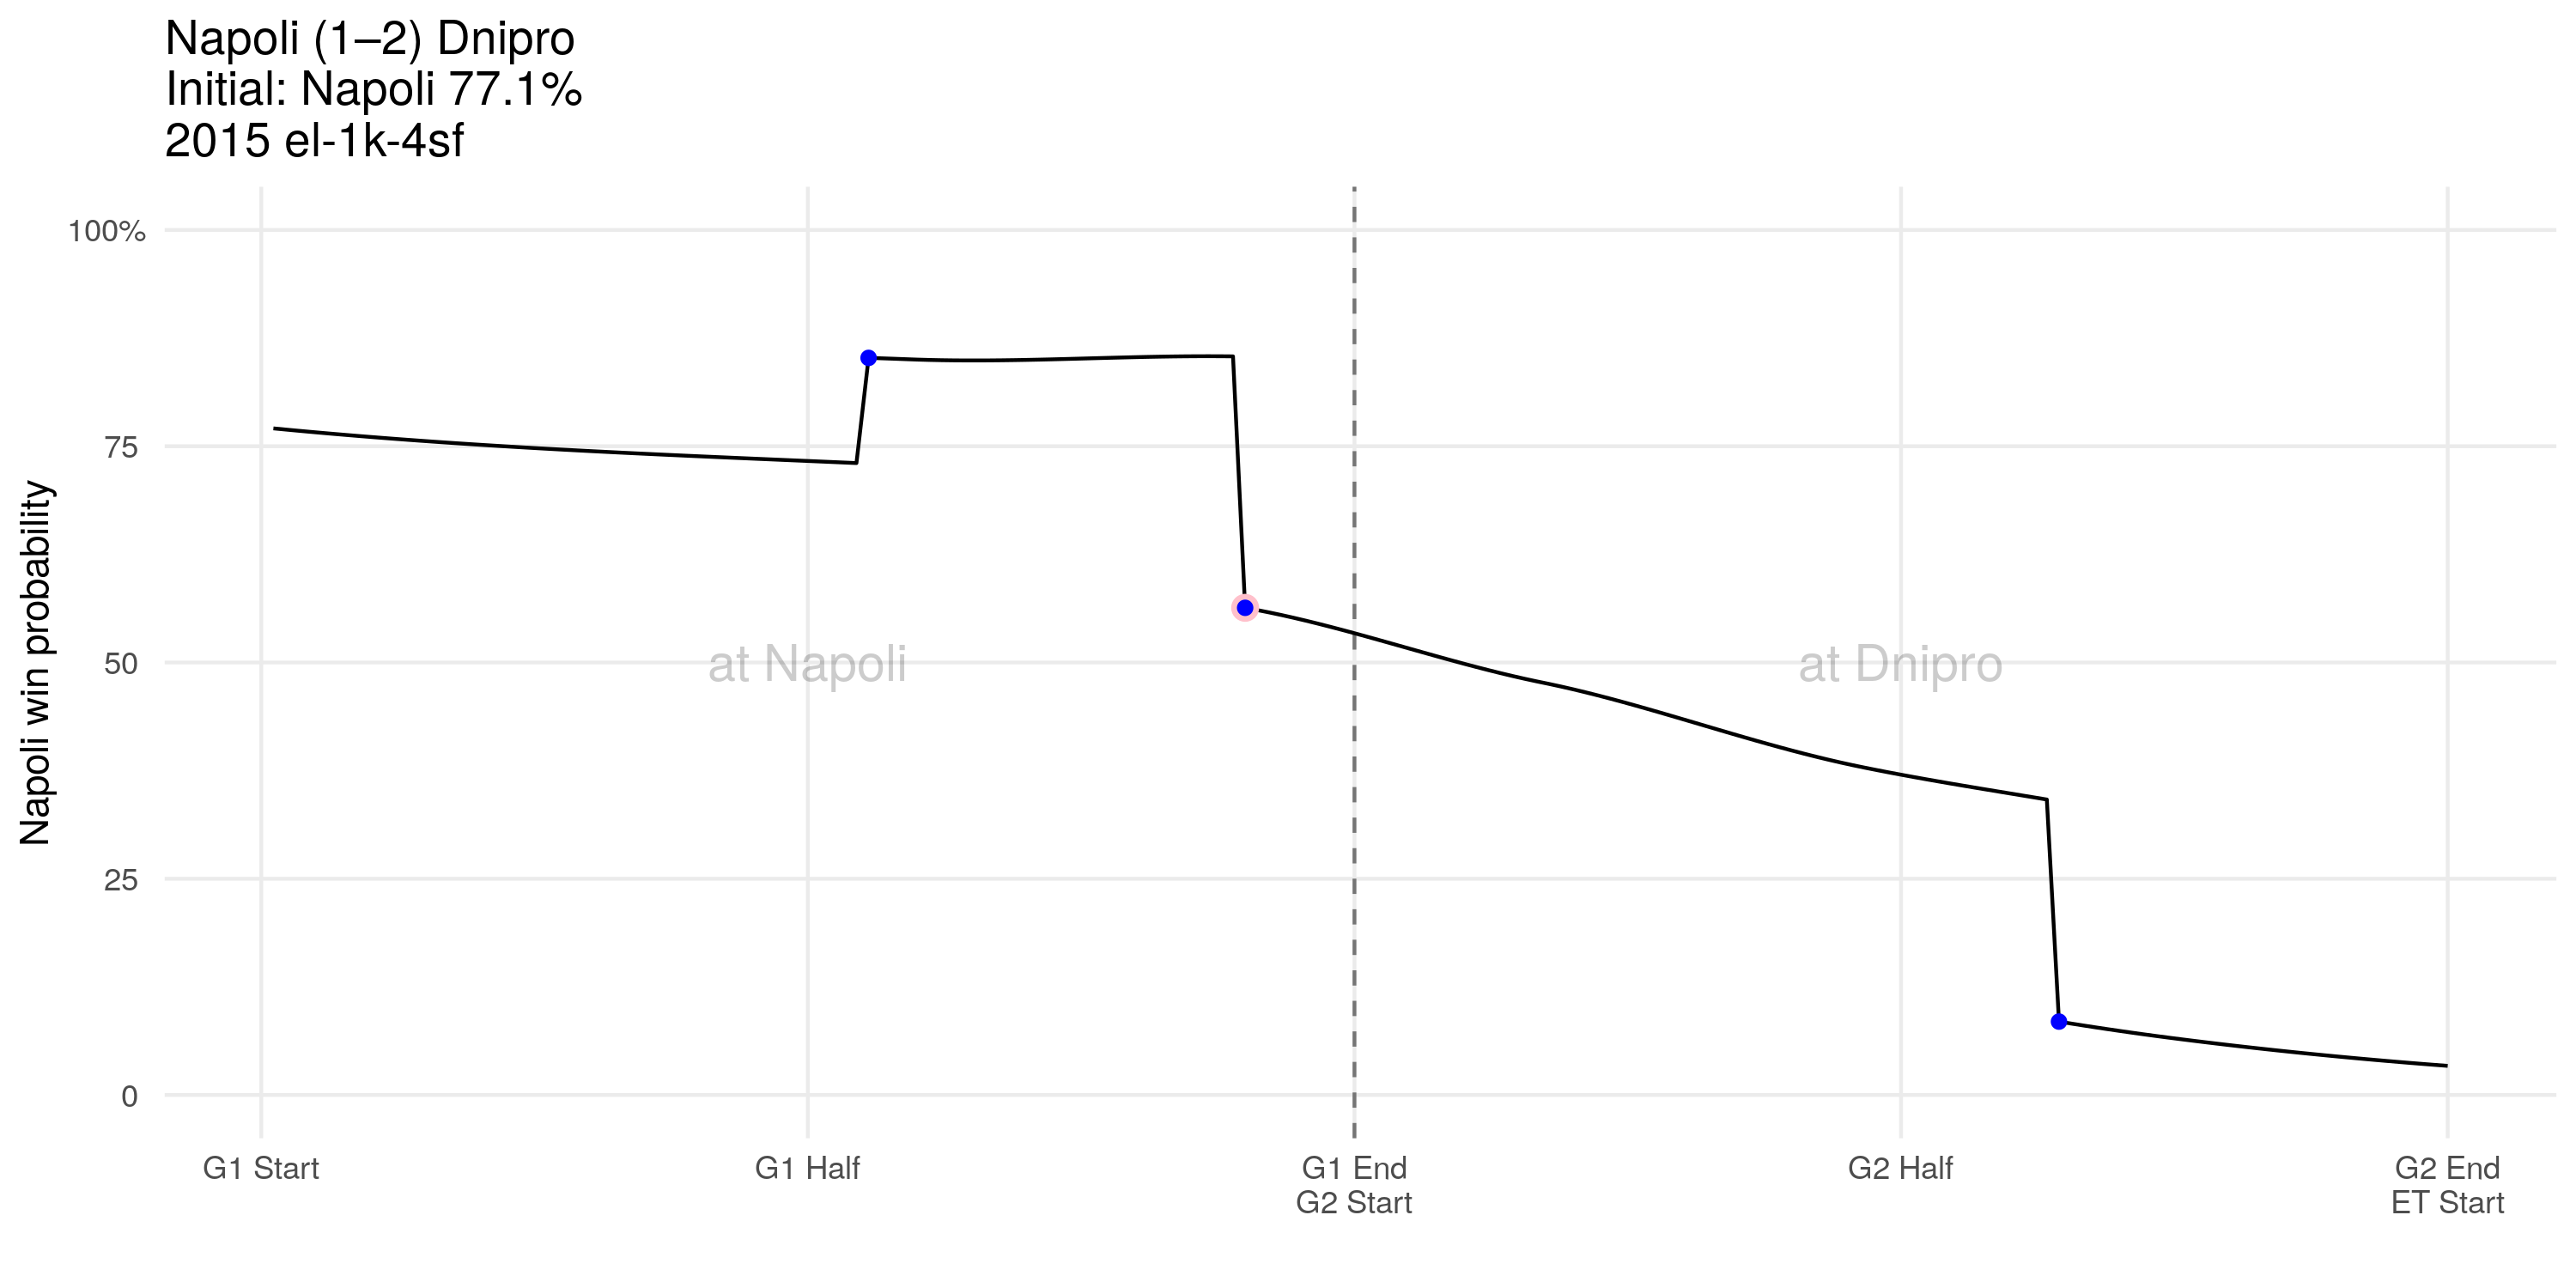 Napoli (1–2) Dnipro
Initial: Napoli 77.1%
2015 el-1k-4sf
Napoli win probability
100%
75
50
25
0
at Napoli
at Dnipro
G1 Start
G1 Half
G1 End
G2 Start
G2 Half
G2 End
ET Start